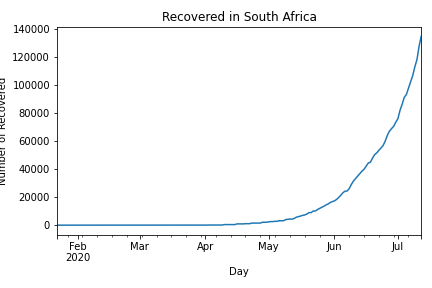 Recovered in South Africa
140000
120000
100000
80000
60000
40000
20000
0
Number of Recovered
Feb
2020
Mar
Apr
May
Jun
Jul
Day